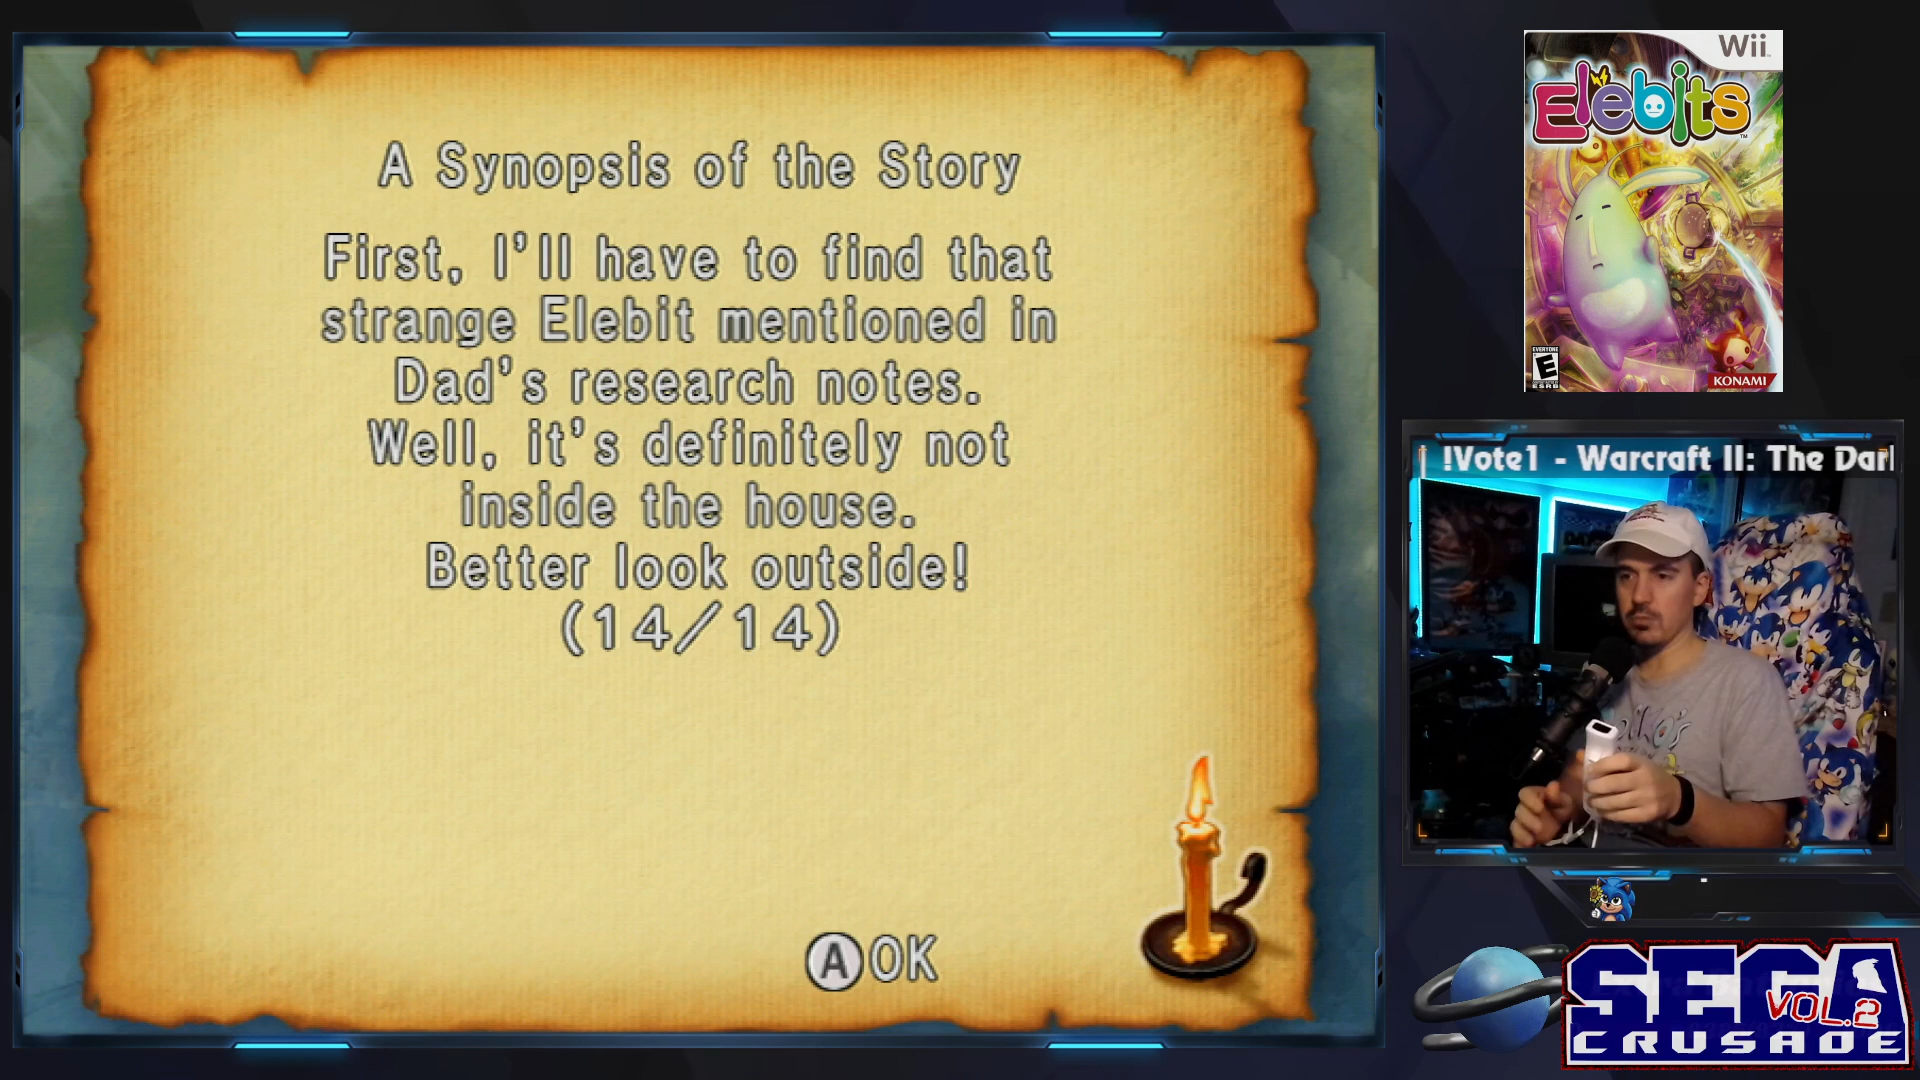 A Synopsis of the Story
First, I'll have to find that
strange Elebit mentioned in
Dad's research notes.
Well, it's definitely not
inside the house.
Better look outside!
(14/14)
A OK
Wii
Elebits
EVERYONE
E
ESRB
KONAMI
!Vote1 - Warcraft II: The Dar
SEGA
VOL.2
CRUSADE